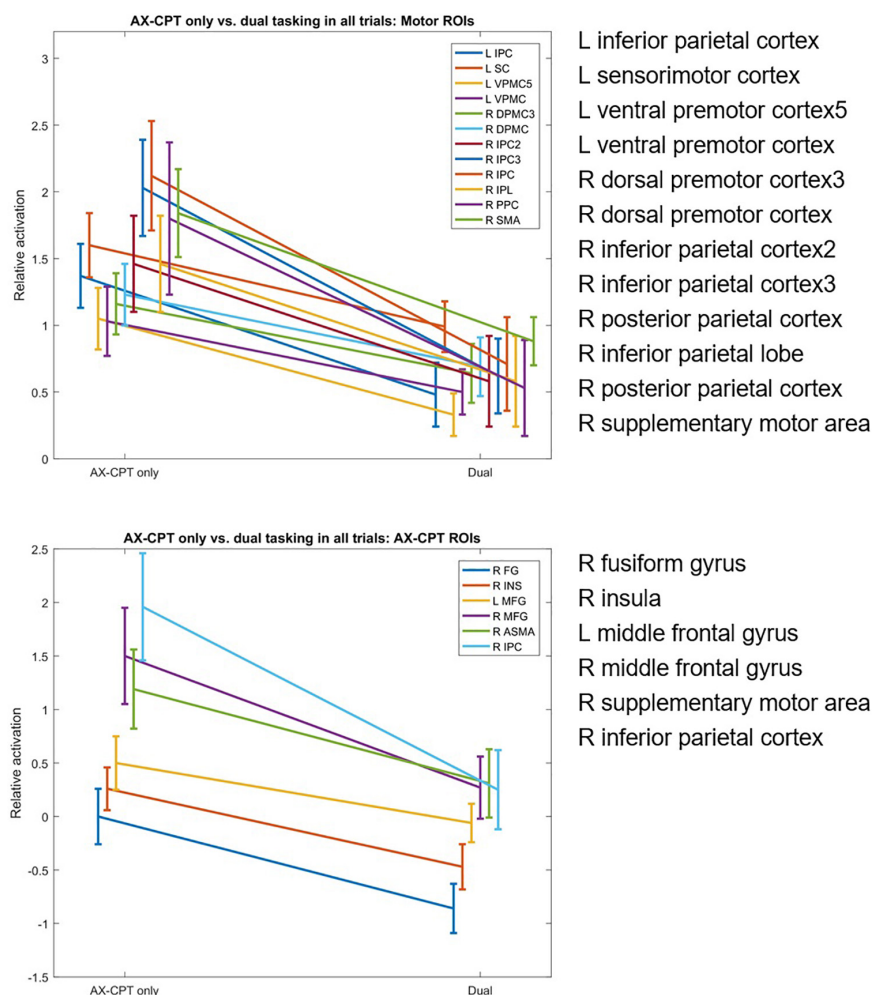 AX-CPT only vs. dual tasking in all trials: Motor ROIs
Relative activation
3
2.5
2
1.5
1
0.5
0
AX-CPT only
Dual
L IPC
L SC
L VPMC5
L VPMC
R DPMC3
R DPMC
R IPC2
R IPC3
R IPC
R IPL
R PPC
R SMA
L inferior parietal cortex
L sensorimotor cortex
L ventral premotor cortex5
L ventral premotor cortex
R dorsal premotor cortex3
R dorsal premotor cortex
R inferior parietal cortex2
R inferior parietal cortex3
R posterior parietal cortex
R inferior parietal lobe
R posterior parietal cortex
R supplementary motor area
AX-CPT only vs. dual tasking in all trials: AX-CPT ROIs
Relative activation
2.5
2
1.5
1
0.5
0
-0.5
-1
-1.5
AX-CPT only
Dual
R FG
R INS
L MFG
R MFG
R ASMA
R IPC
R fusiform gyrus
R insula
L middle frontal gyrus
R middle frontal gyrus
R supplementary motor area
R inferior parietal cortex